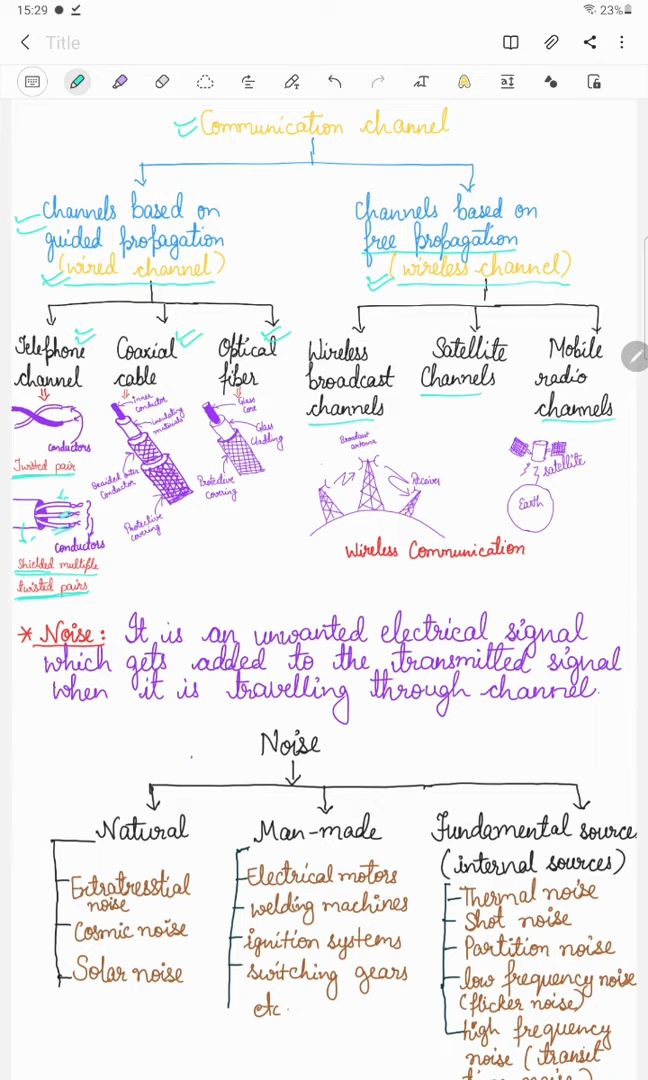 15:29
23%
Title
Communication channel
Channels based on
guided propagation
(wired channel)
Channels based on
free propagation
(wireless channel)
Telephone
channel
Coaxial
cable
Optical
fiber
Wireless
broadcast
channels
Satellite
Channels
Mobile
radio
channels
conductors
Twisted pair
conductors
Shielded multiple
twisted pairs
inner
conductor
insulating
materials
Braided outer
conductor
Protective
covering
Glass
core
Glass
cladding
Protective
covering
Broadcast
antenna
Receiver
satellite
Earth
Wireless Communication
* Noise: It is an unwanted electrical signal
which gets added to the transmitted signal
when it is travelling through channel.
Noise
Natural
Extratresstial
noise
Cosmic noise
Solar noise
Man-made
Electrical motors
welding machines
ignition systems
switching gears
etc.
Fundamental source
(internal sources)
Thermal noise
Shot noise
Partition noise
low frequency noise
(flicker noise)
high frequency
noise (transit
time noise)